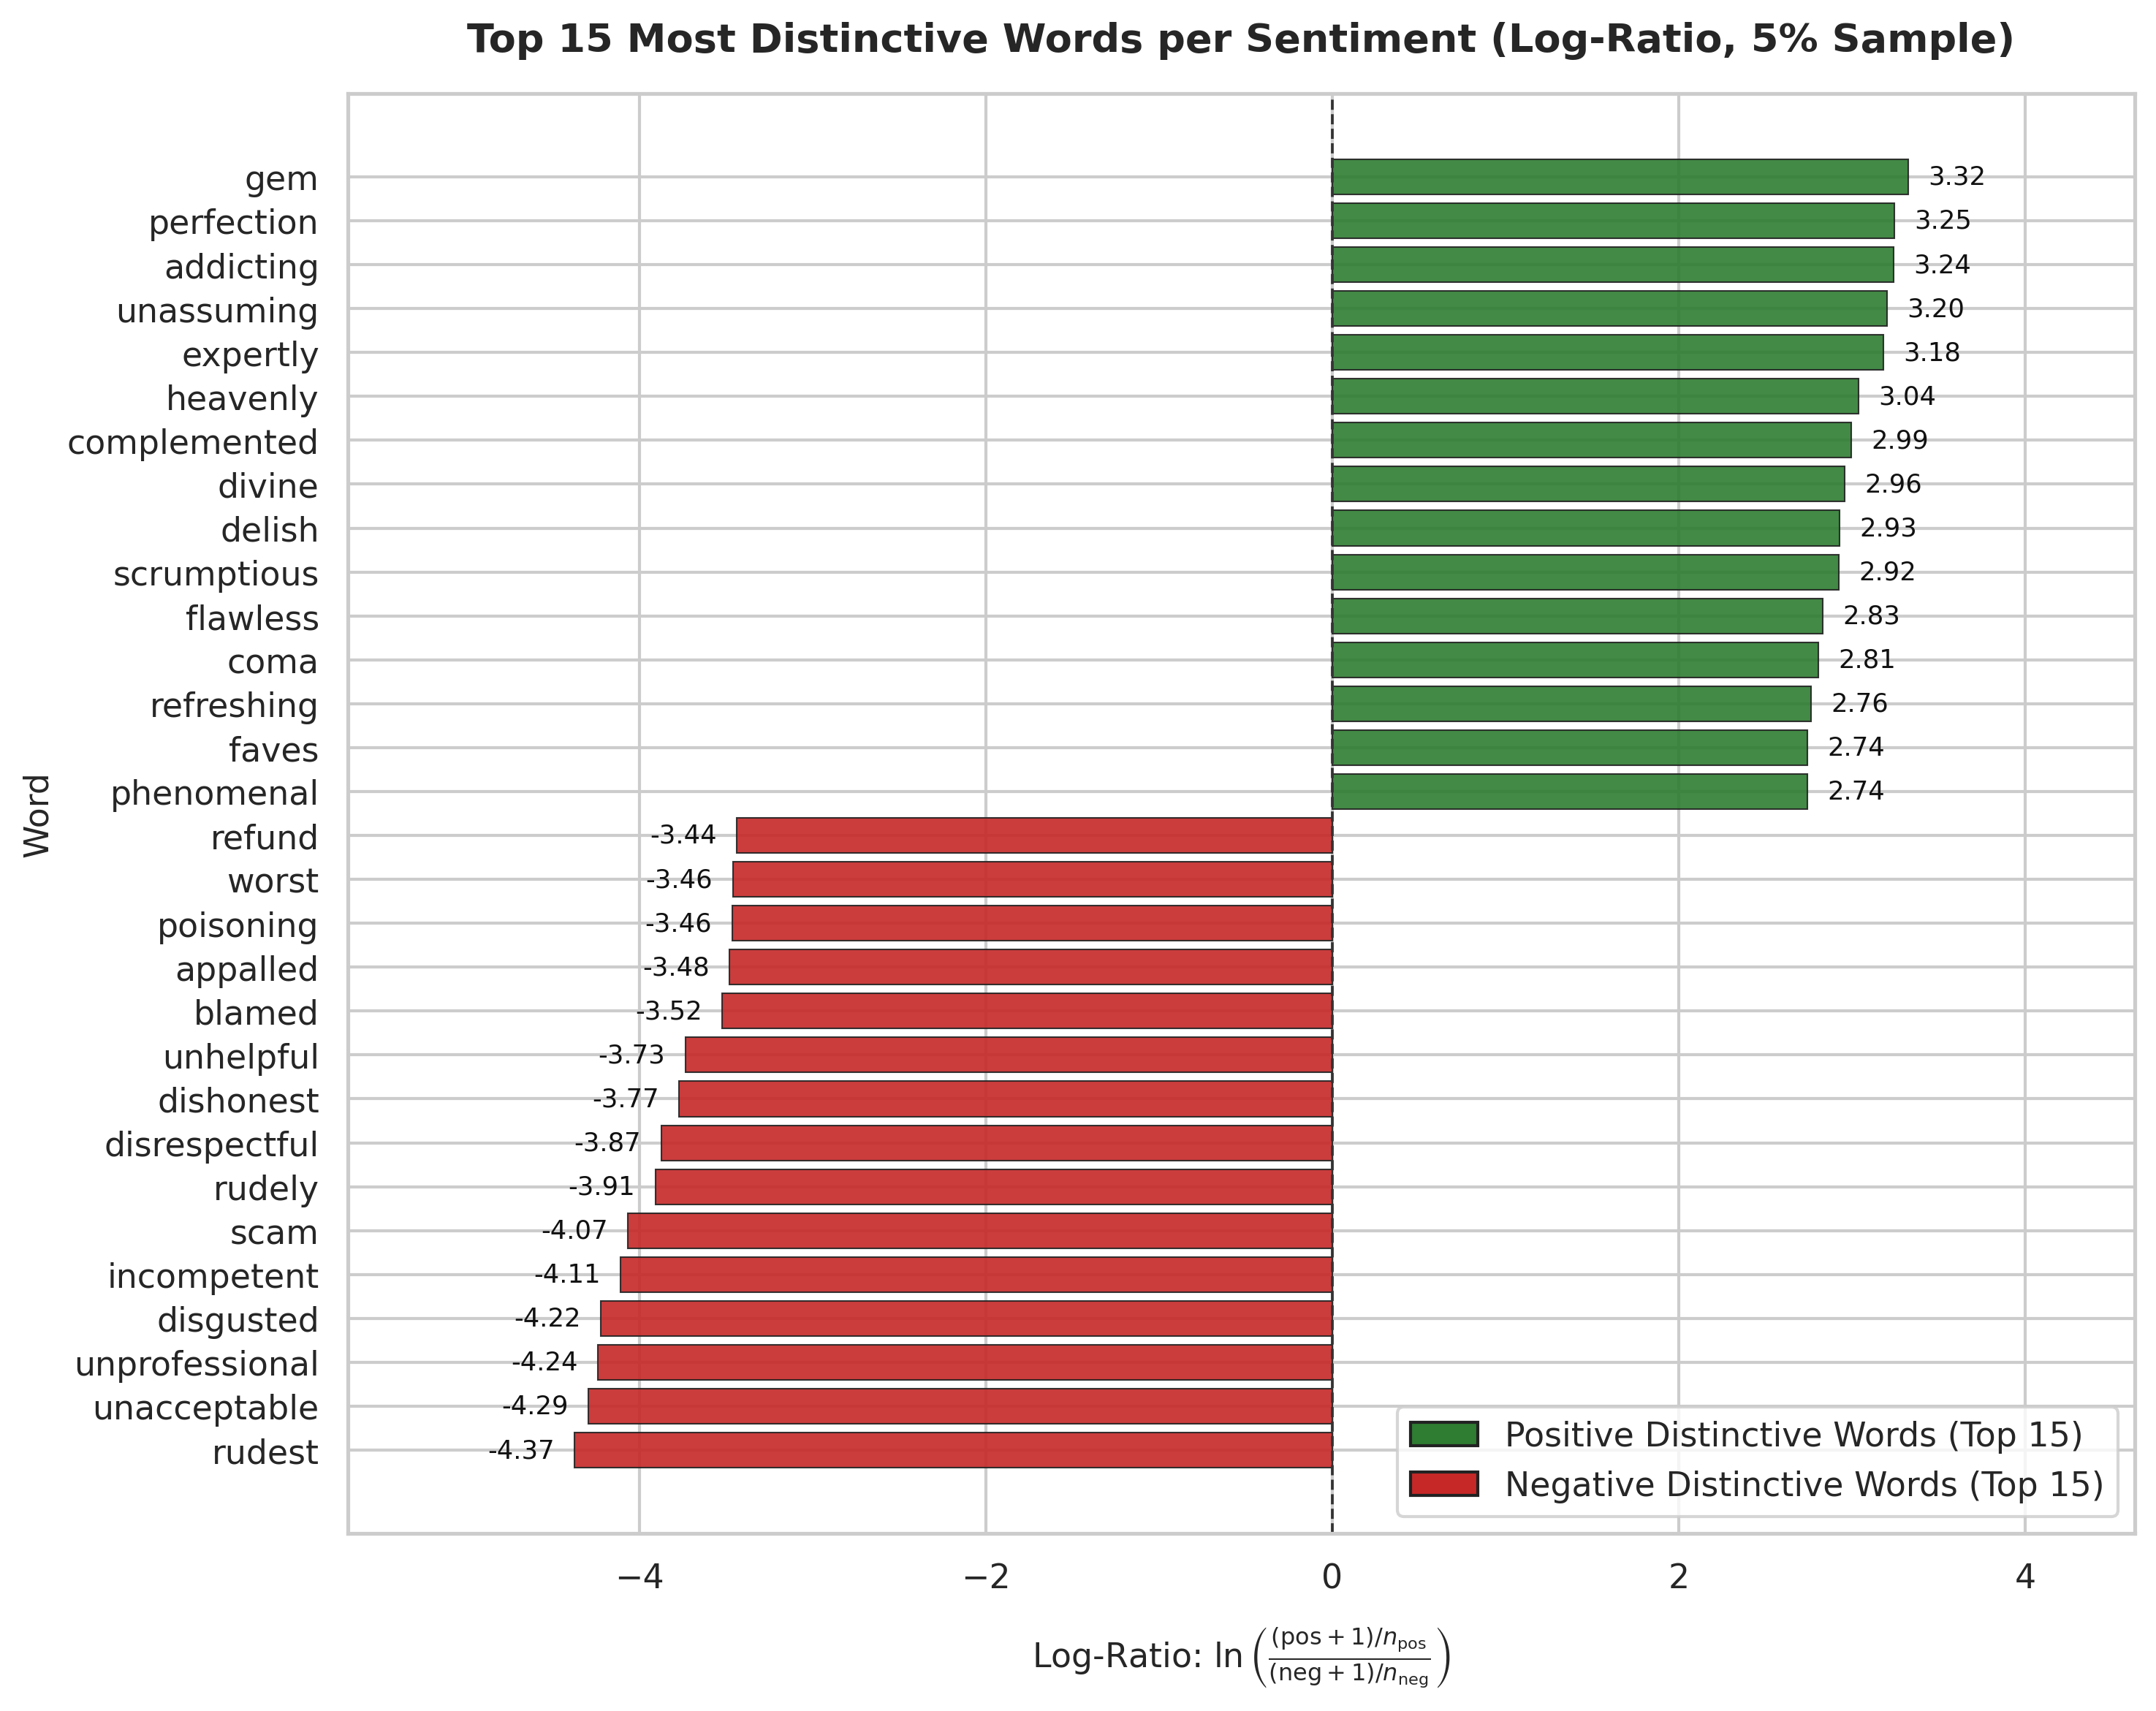 Top 15 Most Distinctive Words per Sentiment (Log-Ratio, 5% Sample)
gem 3.32
perfection 3.25
addicting 3.24
unassuming 3.20
expertly 3.18
heavenly 3.04
complemented 2.99
divine 2.96
delish 2.93
scrumptious 2.92
flawless 2.83
coma 2.81
refreshing 2.76
faves 2.74
phenomenal 2.74
refund -3.44
worst -3.46
poisoning -3.46
appalled -3.48
blamed -3.52
unhelpful -3.73
dishonest -3.77
disrespectful -3.87
rudely -3.91
scam -4.07
incompetent -4.11
disgusted -4.22
unprofessional -4.24
unacceptable -4.29
rudest -4.37
Word
Positive Distinctive Words (Top 15)
Negative Distinctive Words (Top 15)
−4 −2 0 2 4
Log-Ratio: ln (((pos + 1)/n_pos)/((neg + 1)/n_neg))